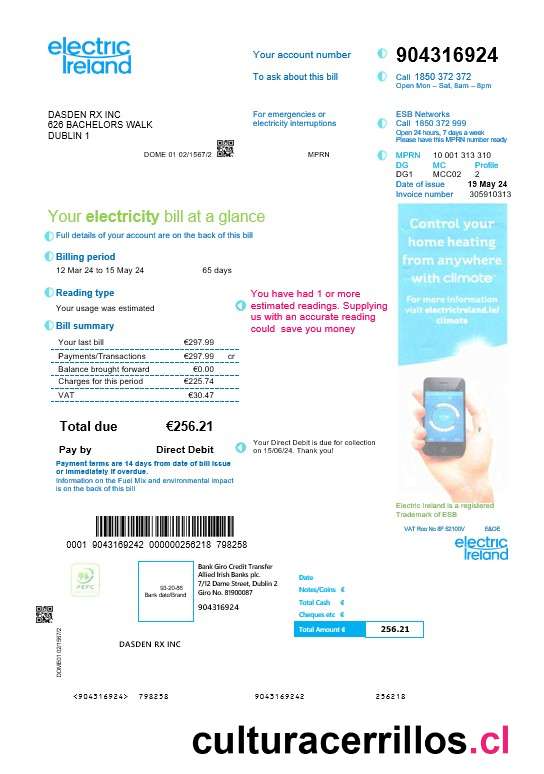 electric
Ireland
Your account number 904316924
To ask about this bill Call 1850 372 372
Open Mon – Sat, 8am – 8pm
DASDEN RX INC
626 BACHELORS WALK
DUBLIN 1
For emergencies or
electricity interruptions
ESB Networks
Call 1850 372 999
Open 24 hours, 7 days a week
Please have this MPRN number ready
DOME 01 02/1567/2
MPRN
MPRN 10 001 313 310
DG MC Profile
DG1 MCC02 2
Date of issue 19 May 24
Invoice number 305910313
Your electricity bill at a glance
Full details of your account are on the back of this bill
Billing period
12 Mar 24 to 15 May 24 65 days
Reading type
Your usage was estimated
You have had 1 or more
estimated readings. Supplying
us with an accurate reading
could save you money
Bill summary
Your last bill €297.99
Payments/Transactions €297.99 cr
Balance brought forward €0.00
Charges for this period €225.74
VAT €30.47
Total due €256.21
Pay by Direct Debit
Your Direct Debit is due for collection
on 15/06/24. Thank you!
Payment terms are 14 days from date of bill issue
or immediately if overdue.
Information on the Fuel Mix and environmental impact
is on the back of this bill
Control your
home heating
from anywhere
with climote
For more information
visit electricireland.ie/
climote
Electric Ireland is a registered
Trademark of ESB
VAT Reg No 8F 52100V E&OE
electric
Ireland
0001 9043169242 000000256218 798258
PEFC
93-20-86
Bank date/Brand
Bank Giro Credit Transfer
Allied Irish Banks plc.
7/12 Dame Street, Dublin 2
Giro No. 81900087
904316924
Date
Notes/Coins €
Total Cash €
Cheques etc €
Total Amount € 256.21
DOME01 02/1567/2
DASDEN RX INC
<904316924> 798258 9043169242 256218
culturacerrillos.cl